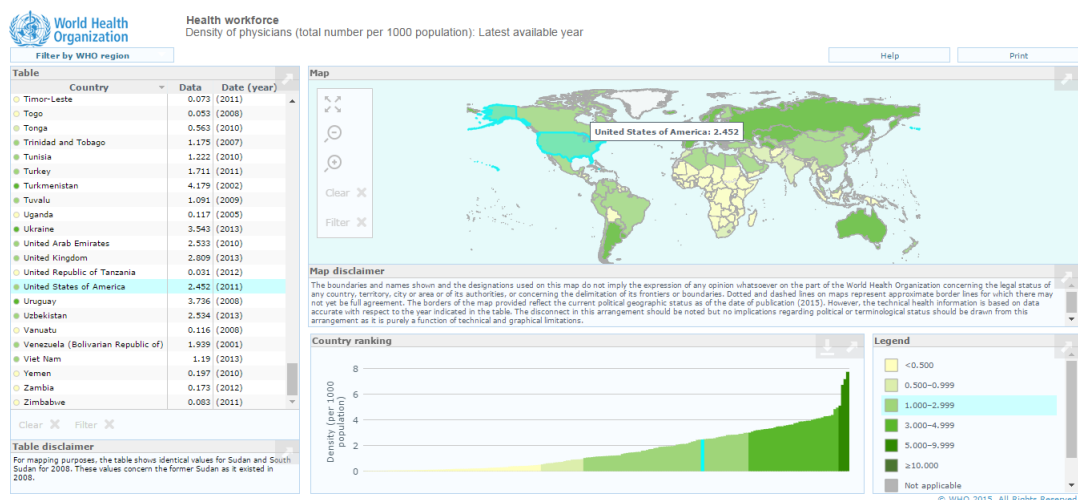 World Health
Organization
Health workforce
Density of physicians (total number per 1000 population): Latest available year
Filter by WHO region
Help
Print
Table
Country Data Date (year)
Timor-Leste 0.073 (2011)
Togo 0.053 (2008)
Tonga 0.563 (2010)
Trinidad and Tobago 1.175 (2007)
Tunisia 1.222 (2010)
Turkey 1.711 (2011)
Turkmenistan 4.179 (2002)
Tuvalu 1.091 (2009)
Uganda 0.117 (2005)
Ukraine 3.543 (2013)
United Arab Emirates 2.533 (2010)
United Kingdom 2.809 (2013)
United Republic of Tanzania 0.031 (2012)
United States of America 2.452 (2011)
Uruguay 3.736 (2008)
Uzbekistan 2.534 (2013)
Vanuatu 0.116 (2008)
Venezuela (Bolivarian Republic of) 1.939 (2001)
Viet Nam 1.19 (2013)
Yemen 0.197 (2010)
Zambia 0.173 (2012)
Zimbabwe 0.083 (2011)
Clear Filter
Table disclaimer
For mapping purposes, the table shows identical values for Sudan and South
Sudan for 2008. These values concern the former Sudan as it existed in
2008.
Map
Clear
Filter
United States of America: 2.452
Map disclaimer
The boundaries and names shown and the designations used on this map do not imply the expression of any opinion whatsoever on the part of the World Health Organization concerning the legal status of
any country, territory, city or area or of its authorities, or concerning the delimitation of its frontiers or boundaries. Dotted and dashed lines on maps represent approximate border lines for which there may
not yet be full agreement. The borders of the map provided reflect the current political geographic status as of the date of publication (2015). However, the technical health information is based on data
accurate with respect to the year indicated in the table. The disconnect in this arrangement should be noted but no implications regarding political or terminological status should be drawn from this
arrangement as it is purely a function of technical and graphical limitations.
Country ranking
Density (per 1000
population)
8
6
4
2
0
Legend
<0.500
0.500–0.999
1.000–2.999
3.000–4.999
5.000–9.999
≥10.000
Not applicable
© WHO 2015. All Rights Reserved